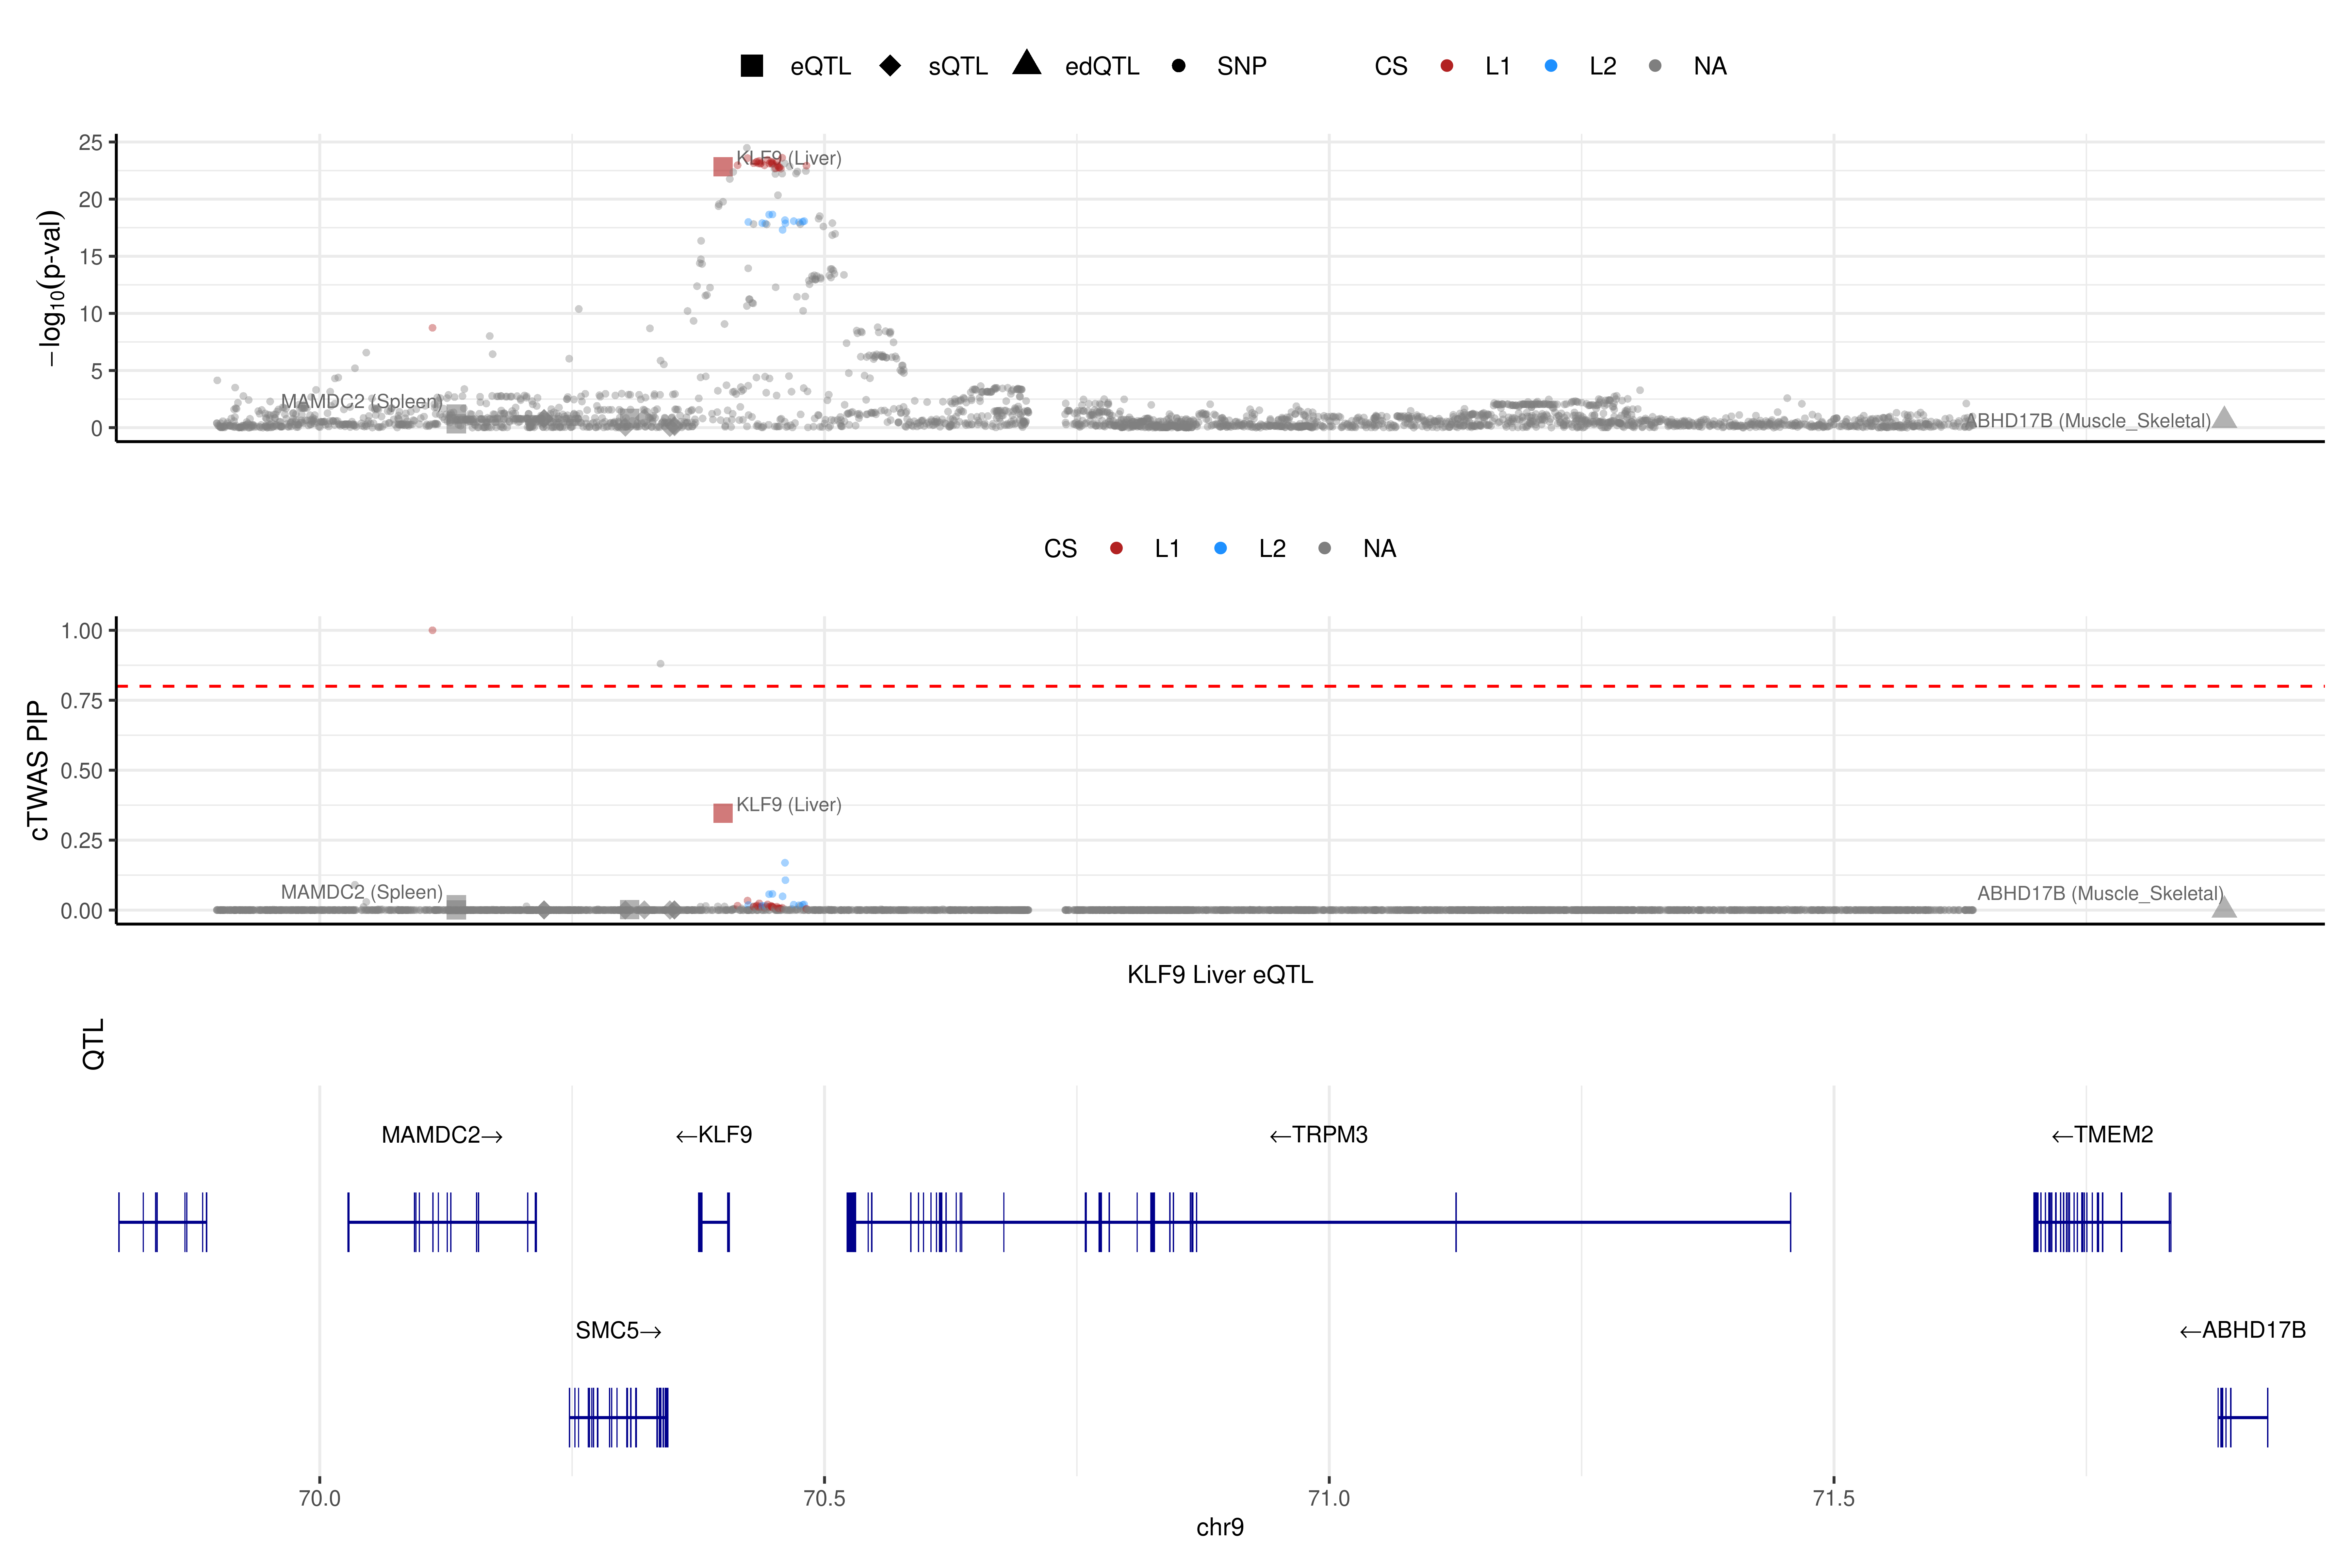 eQTL sQTL edQTL SNP CS L1 L2 NA
25
20
15
10
5
0
−log10(p-val)
KLF9 (Liver)
MAMDC2 (Spleen)
ABHD17B (Muscle_Skeletal)
CS L1 L2 NA
1.00
0.75
0.50
0.25
0.00
cTWAS PIP
KLF9 (Liver)
MAMDC2 (Spleen)
ABHD17B (Muscle_Skeletal)
KLF9 Liver eQTL
QTL
MAMDC2→ ←KLF9 ←TRPM3 ←TMEM2
SMC5→ ←ABHD17B
70.0 70.5 71.0 71.5
chr9